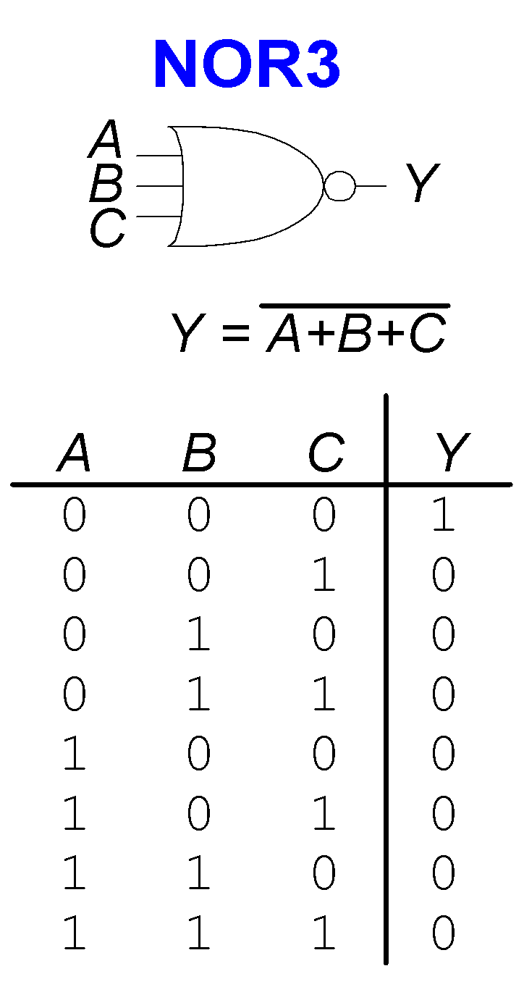 NOR3
A
B
C
Y
Y = A+B+C
A B C Y
0 0 0 1
0 0 1 0
0 1 0 0
0 1 1 0
1 0 0 0
1 0 1 0
1 1 0 0
1 1 1 0